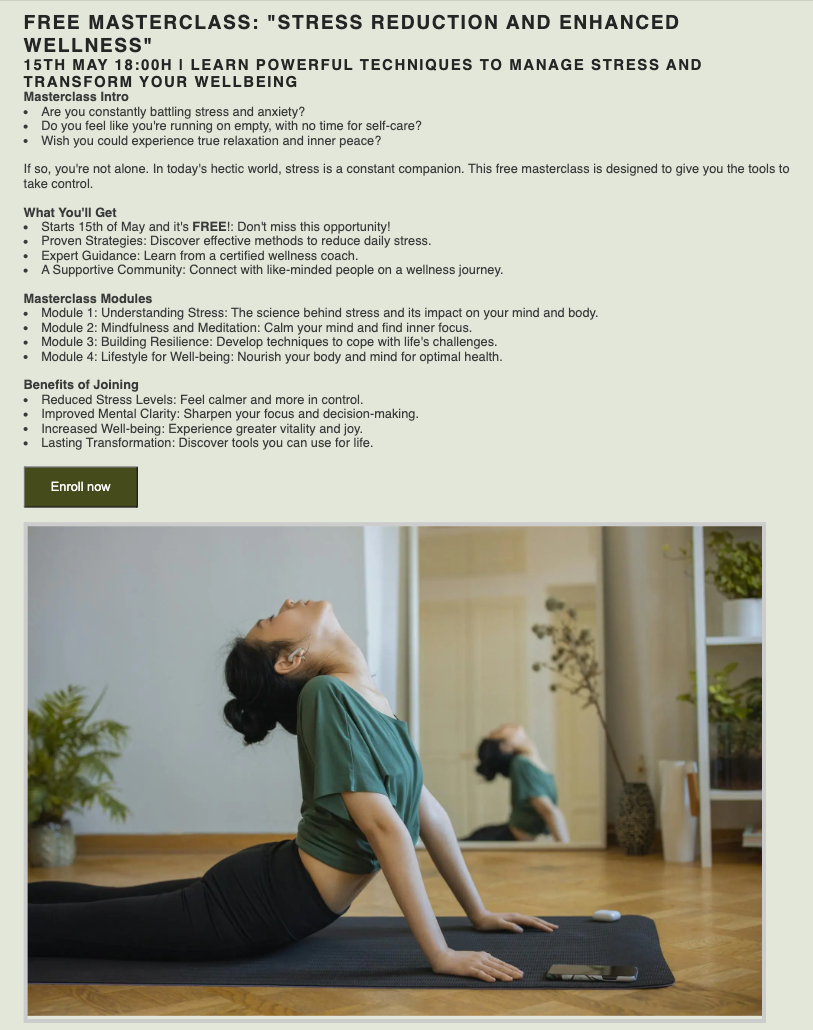 FREE MASTERCLASS: "STRESS REDUCTION AND ENHANCED
WELLNESS"
15TH MAY 18:00H | LEARN POWERFUL TECHNIQUES TO MANAGE STRESS AND
TRANSFORM YOUR WELLBEING
Masterclass Intro
• Are you constantly battling stress and anxiety?
• Do you feel like you're running on empty, with no time for self-care?
• Wish you could experience true relaxation and inner peace?
If so, you're not alone. In today's hectic world, stress is a constant companion. This free masterclass is designed to give you the tools to
take control.
What You'll Get
• Starts 15th of May and it's FREE!: Don't miss this opportunity!
• Proven Strategies: Discover effective methods to reduce daily stress.
• Expert Guidance: Learn from a certified wellness coach.
• A Supportive Community: Connect with like-minded people on a wellness journey.
Masterclass Modules
• Module 1: Understanding Stress: The science behind stress and its impact on your mind and body.
• Module 2: Mindfulness and Meditation: Calm your mind and find inner focus.
• Module 3: Building Resilience: Develop techniques to cope with life's challenges.
• Module 4: Lifestyle for Well-being: Nourish your body and mind for optimal health.
Benefits of Joining
• Reduced Stress Levels: Feel calmer and more in control.
• Improved Mental Clarity: Sharpen your focus and decision-making.
• Increased Well-being: Experience greater vitality and joy.
• Lasting Transformation: Discover tools you can use for life.
Enroll now